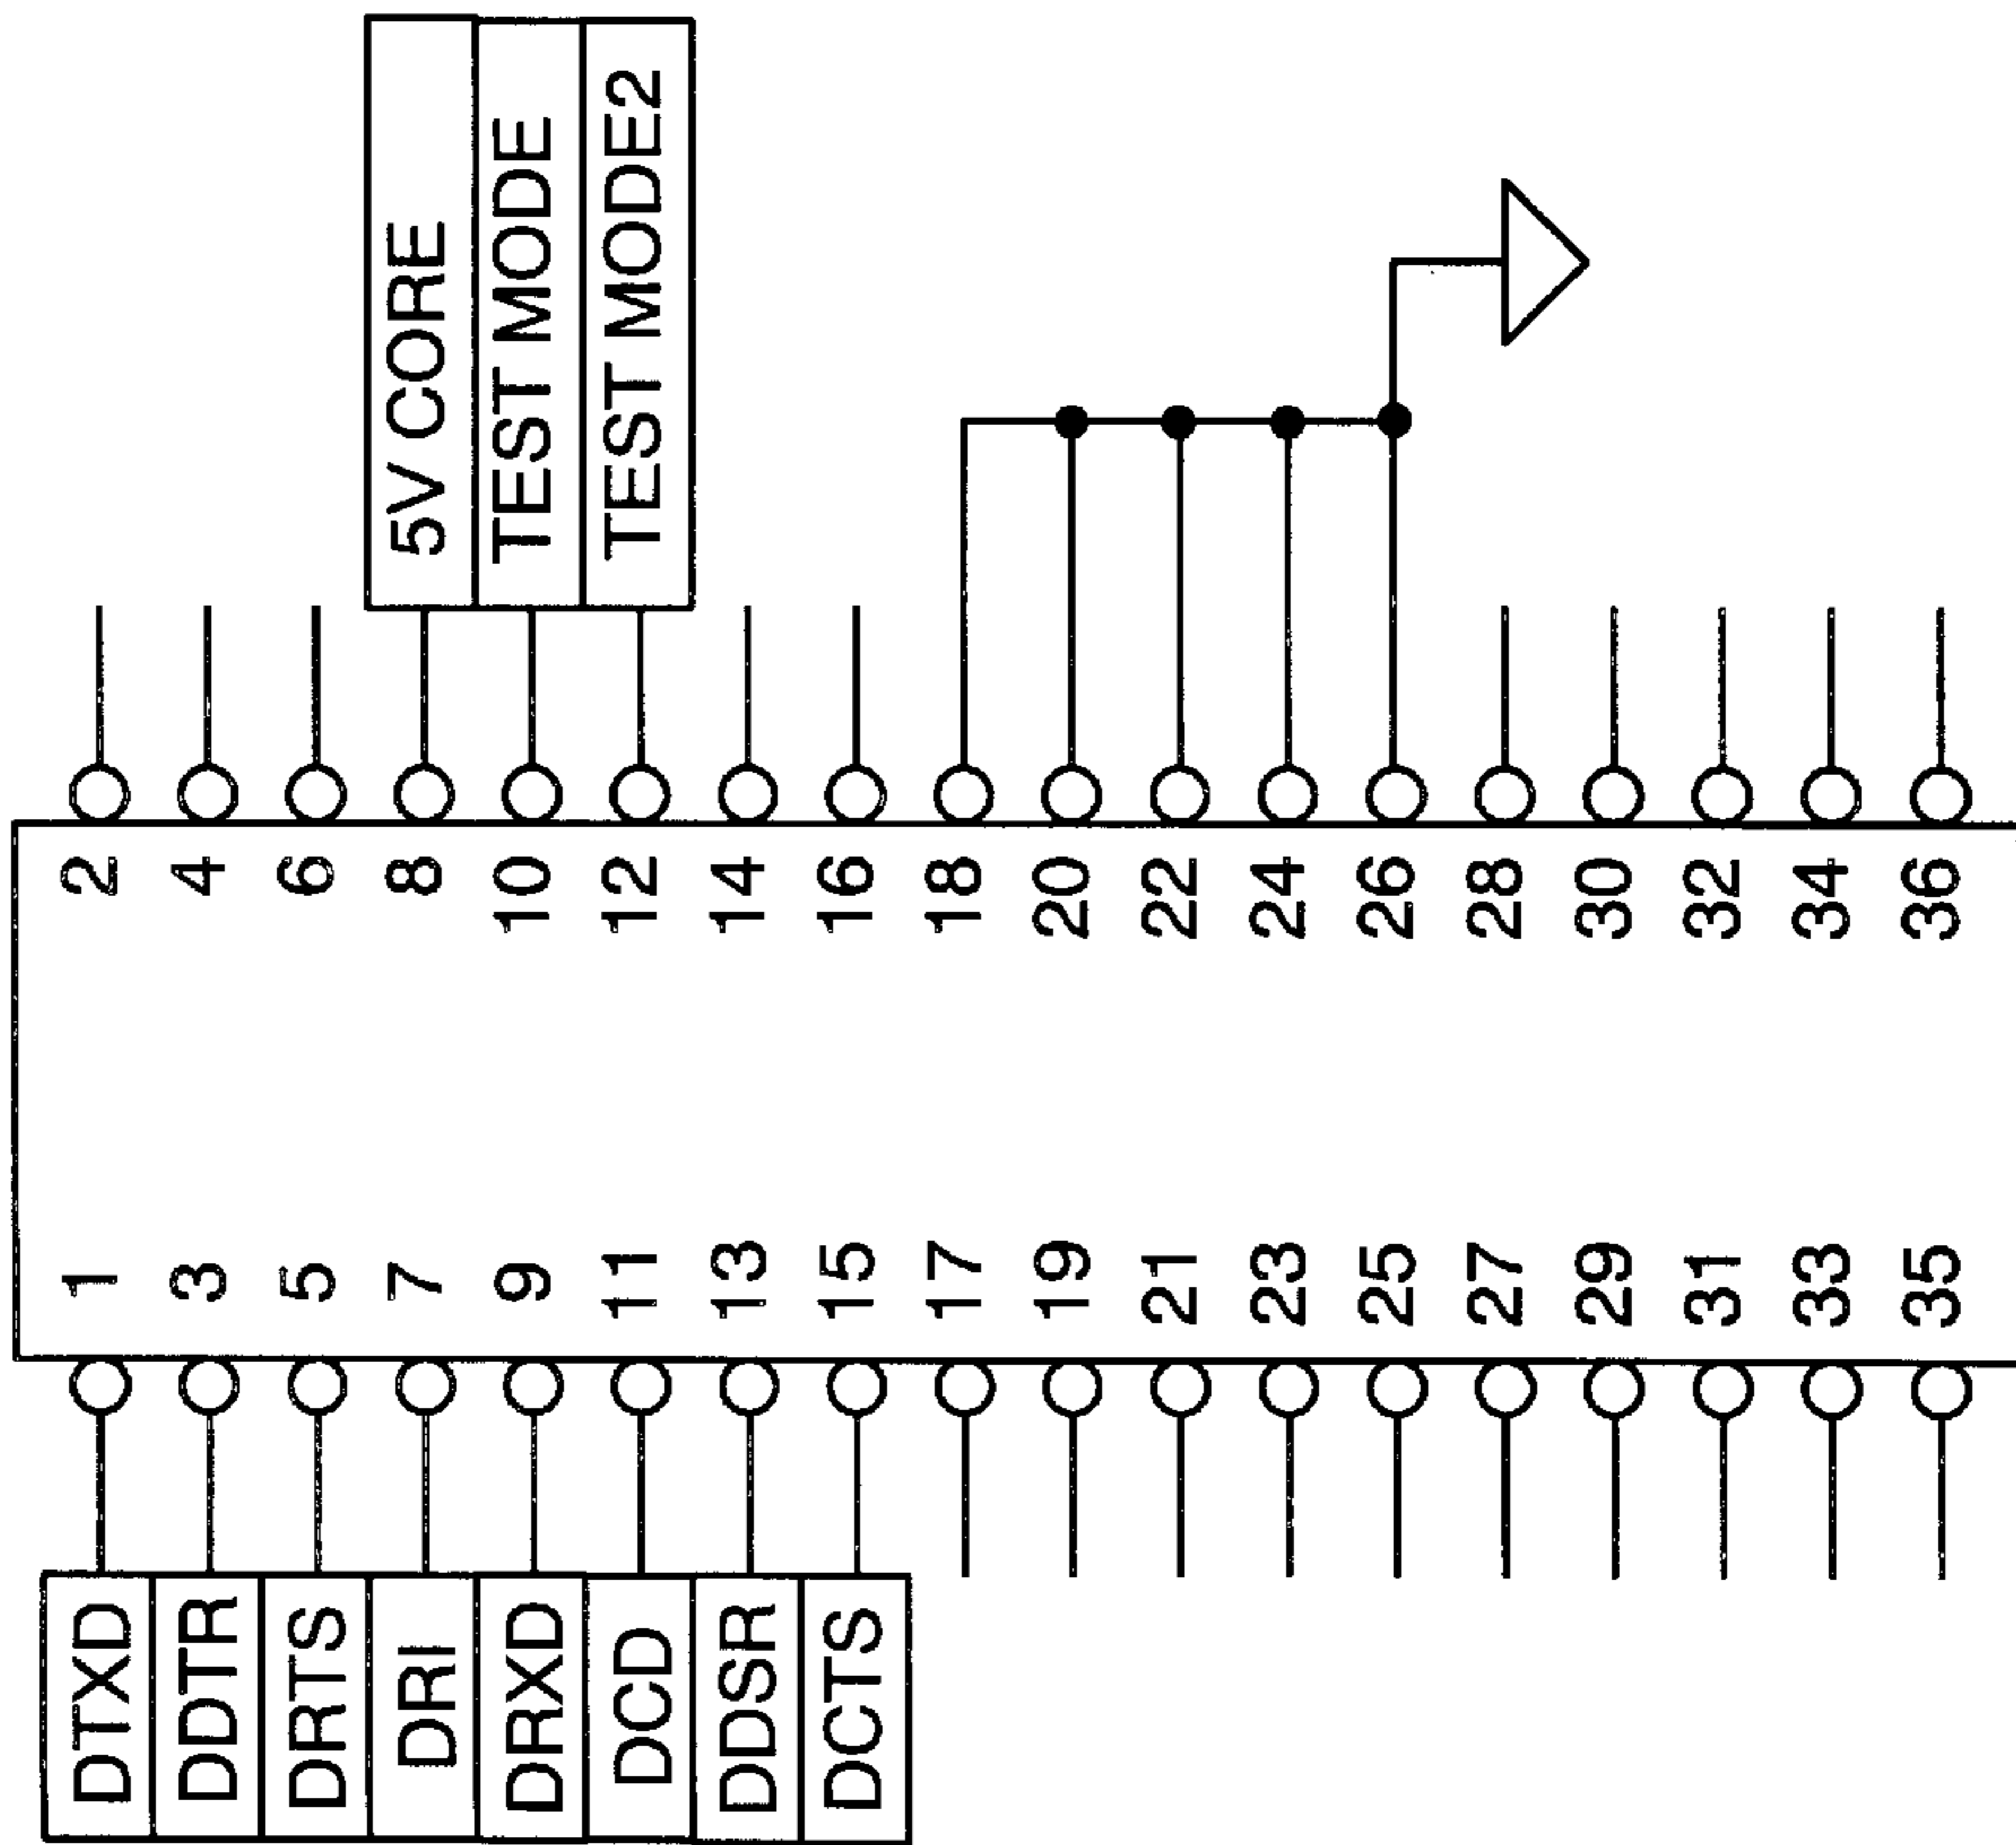 DTXD 1 2
DDTR 3 4
DRTS 5 6
DRI 7 8 5V CORE
DRXD 9 10 TEST MODE
DCD 11 12 TEST MODE2
DDSR 13 14
DCTS 15 16
17 18
19 20
21 22
23 24
25 26
27 28
29 30
31 32
33 34
35 36